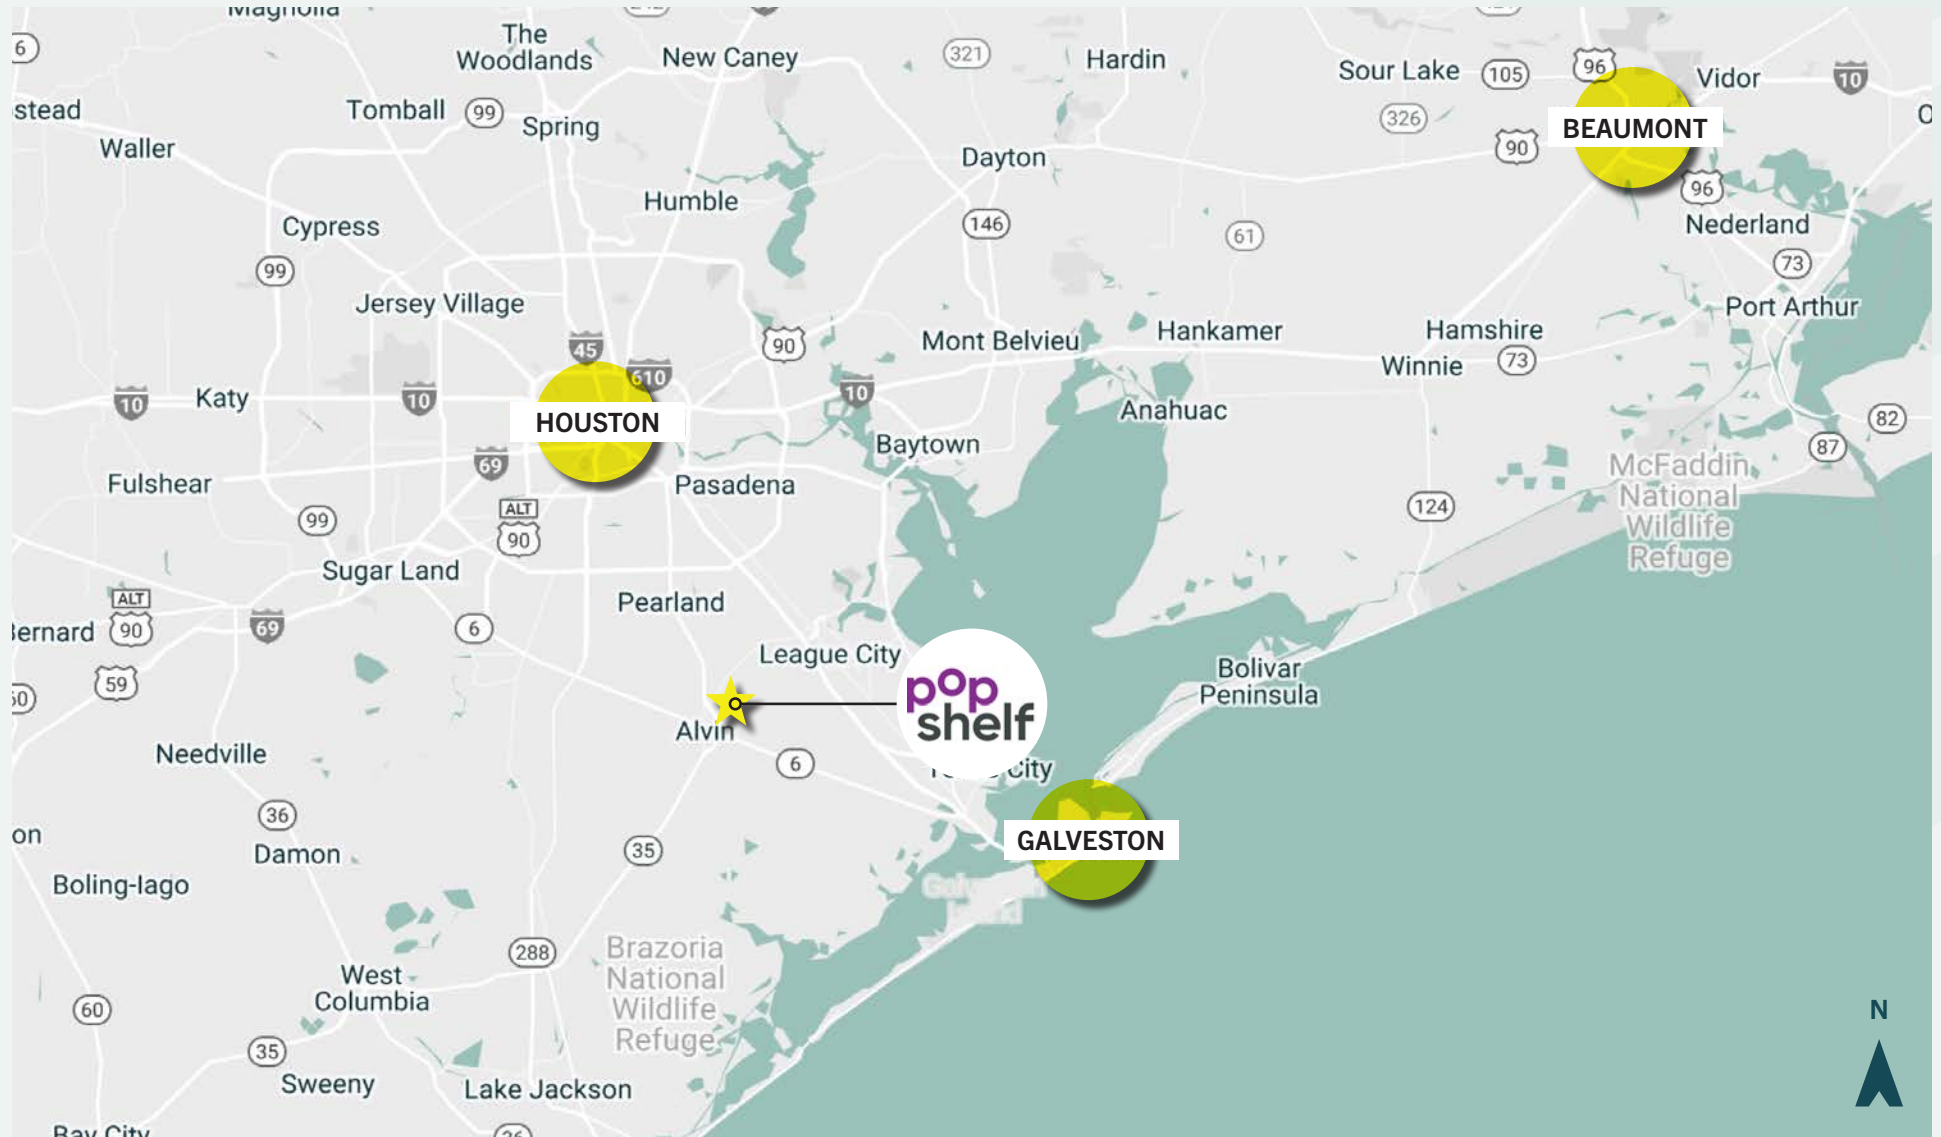 The
Woodlands
New Caney
321
Hardin
Sour Lake
105
96
Vidor
10
6
Tomball
99
Spring
326
BEAUMONT
Waller
Dayton
90
96
Humble
146
61
Nederland
Cypress
73
99
Jersey Village
Port Arthur
45
90
Mont Belvieu
Hankamer
Hamshire
Winnie
73
610
10
Katy
10
10
Anahuac
82
HOUSTON
Baytown
87
69
McFaddin
National
Wildlife
Refuge
Fulshear
Pasadena
99
ALT
90
124
Sugar Land
ALT
90
69
6
Pearland
59
League City
pop
shelf
Bolivar
Peninsula
Alvin
Needville
6
City
36
35
GALVESTON
Damon
Boling-Iago
288
Brazoria
National
Wildlife
Refuge
West
Columbia
60
N
35
Sweeny
Lake Jackson